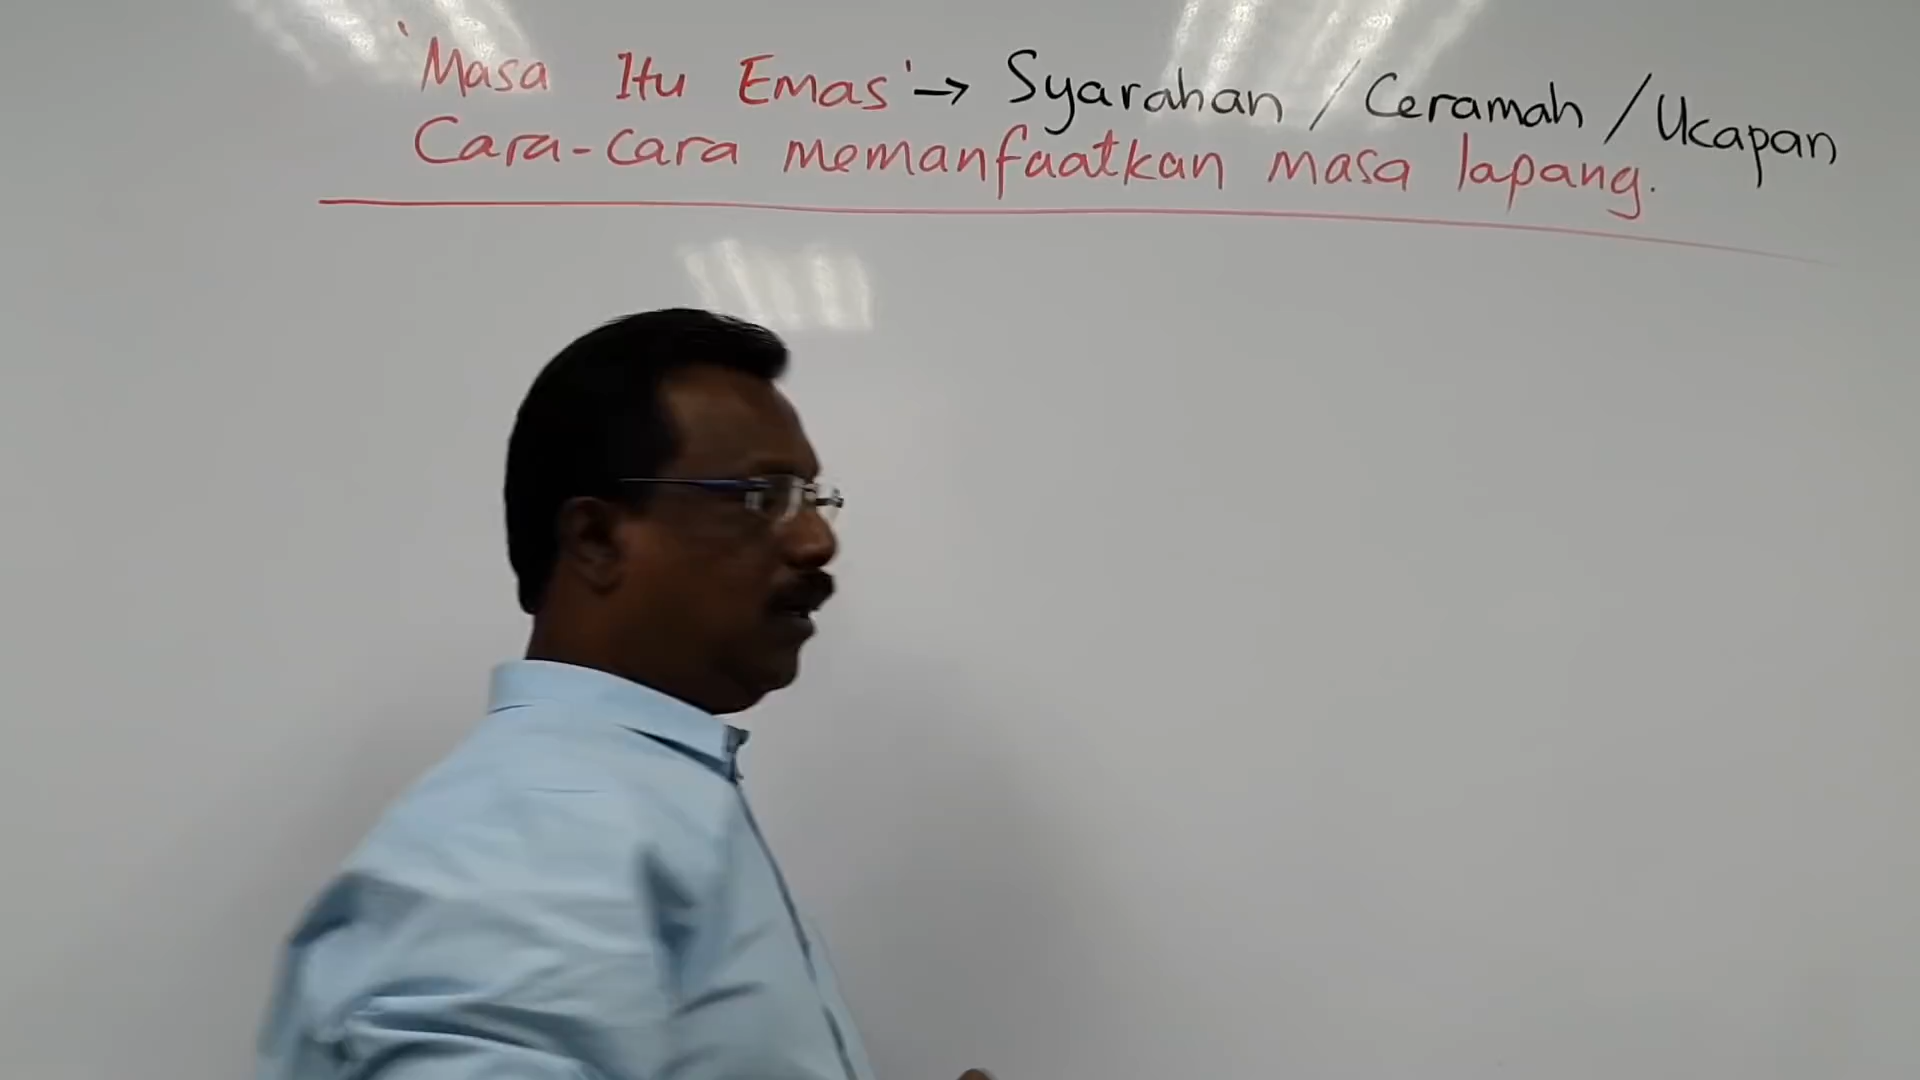 'Masa Itu Emas' → Syarahan / Ceramah / Ucapan
Cara-cara memanfaatkan masa lapang.